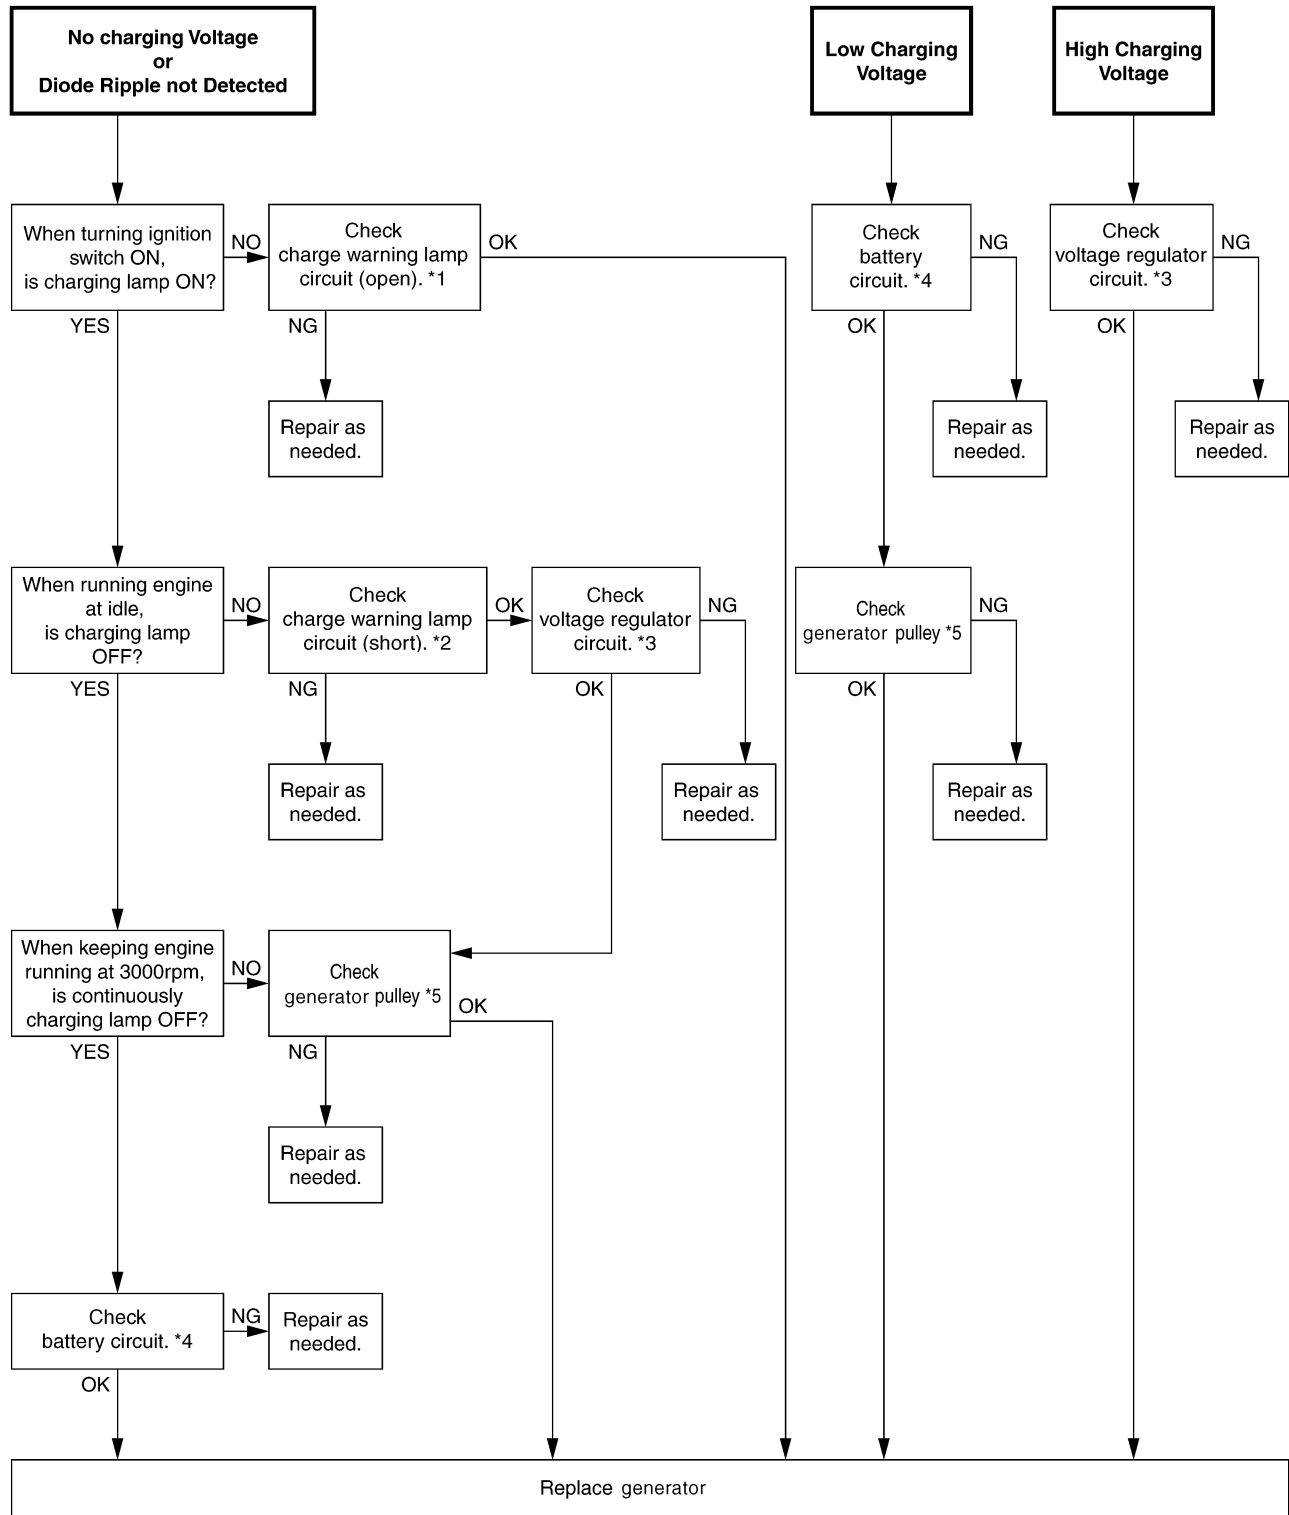 No charging Voltage
or
Diode Ripple not Detected
Low Charging
Voltage
High Charging
Voltage
When turning ignition
switch ON,
is charging lamp ON?
NO
YES
Check
charge warning lamp
circuit (open). *1
OK
NG
Repair as
needed.
Check
battery
circuit. *4
NG
OK
Repair as
needed.
Check
voltage regulator
circuit. *3
NG
OK
Repair as
needed.
When running engine
at idle,
is charging lamp
OFF?
NO
YES
Check
charge warning lamp
circuit (short). *2
OK
NG
Repair as
needed.
Check
voltage regulator
circuit. *3
NG
OK
Repair as
needed.
Check
generator pulley *5
NG
OK
Repair as
needed.
When keeping engine
running at 3000rpm,
is continuously
charging lamp OFF?
NO
YES
Check
generator pulley *5
OK
NG
Repair as
needed.
Check
battery circuit. *4
NG
OK
Repair as
needed.
Replace generator